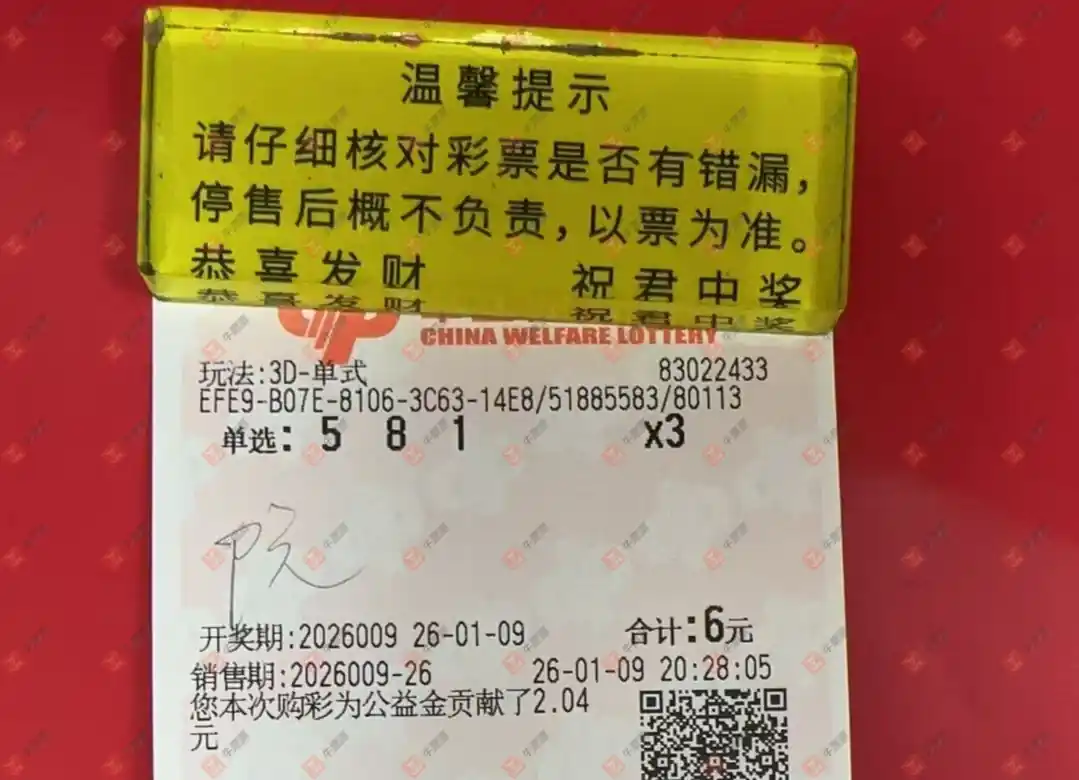 温馨提示
请仔细核对彩票是否有错漏，
停售后概不负责，以票为准。
恭喜发财 祝君中奖
CHINA WELFARE LOTTERY
玩法:3D-单式 83022433
EFE9-B07E-8106-3C63-14E8/51885583/80113
单选: 5 8 1 x3
开奖期:2026009 26-01-09 合计:6元
销售期:2026009-26 26-01-09 20:28:05
您本次购彩为公益金贡献了2.04
元